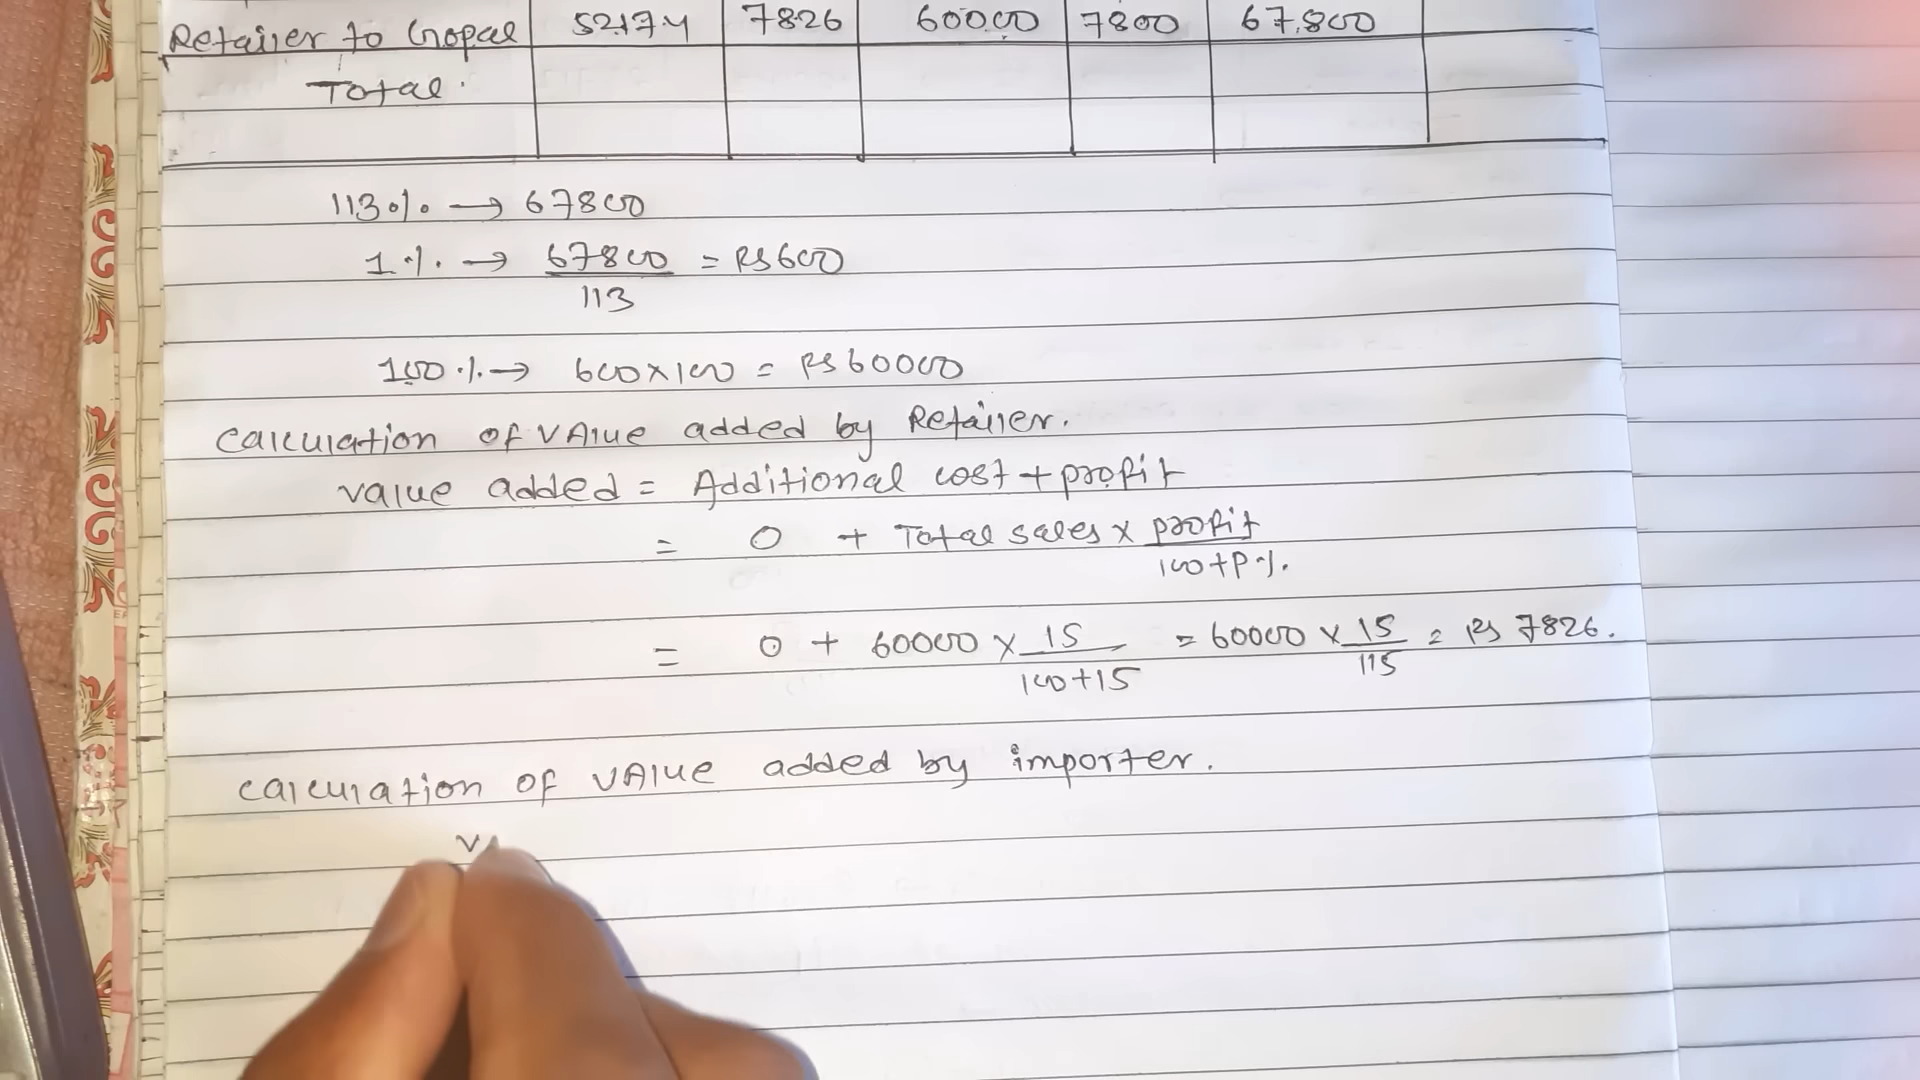 Retailer to Gopal 52174 7826 60000 7800 67,800
Total.
113% → 67800
1% → 67800/113 = Rs 600
100% → 600×100 = Rs 60000
Calculation of value added by Retailer.
value added = Additional cost + profit
= 0 + Total sales × profit/100+P%.
= 0 + 60000 × 15/100+15 = 60000 × 15/115 = Rs 7826.
Calculation of value added by importer.